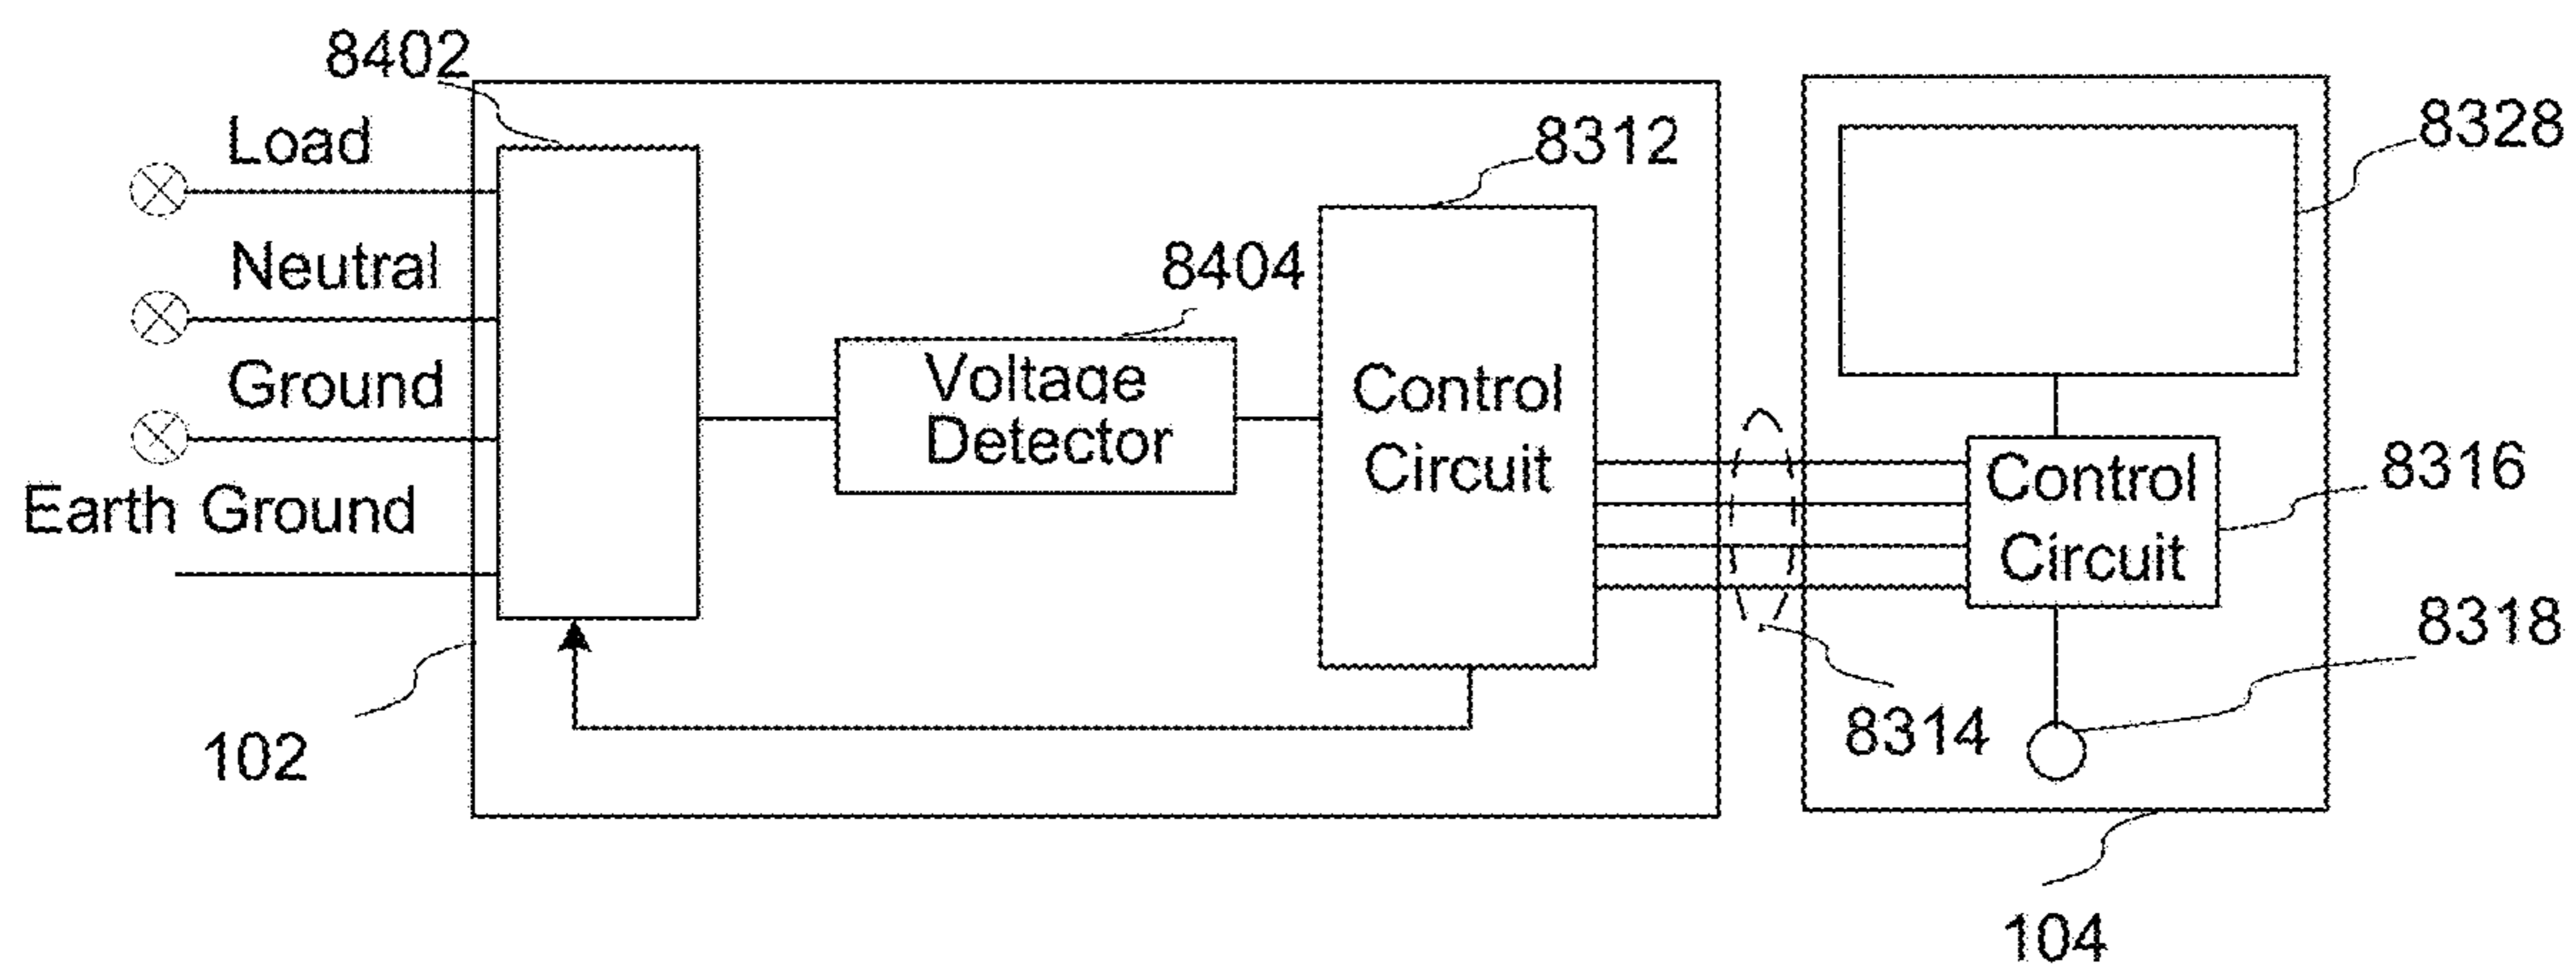 8402
Load
8312
8328
Neutral
8404
Ground
Voltage
Detector
Control
Circuit
Earth Ground
Control
Circuit
8316
8318
8314
102
104